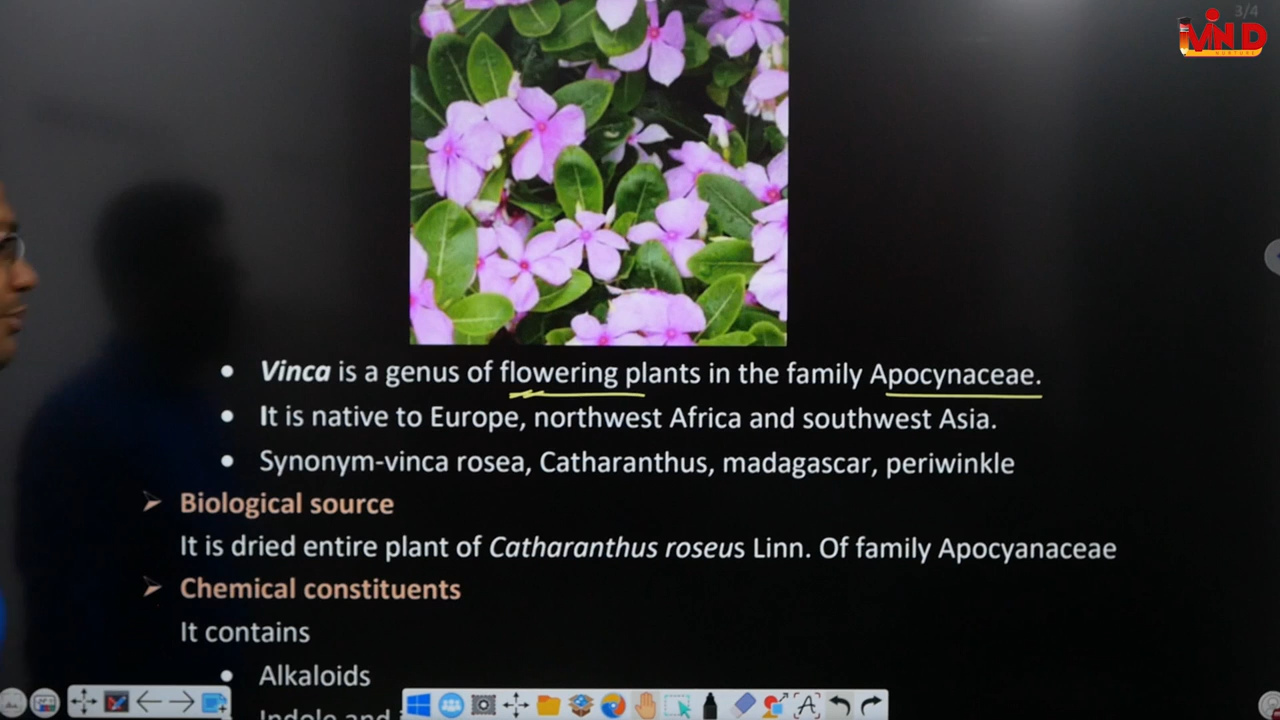 3/4
MIND
Vinca is a genus of flowering plants in the family Apocynaceae.
It is native to Europe, northwest Africa and southwest Asia.
Synonym-vinca rosea, Catharanthus, madagascar, periwinkle
Biological source
It is dried entire plant of Catharanthus roseus Linn. Of family Apocyanaceae
Chemical constituents
It contains
Alkaloids
Indole and